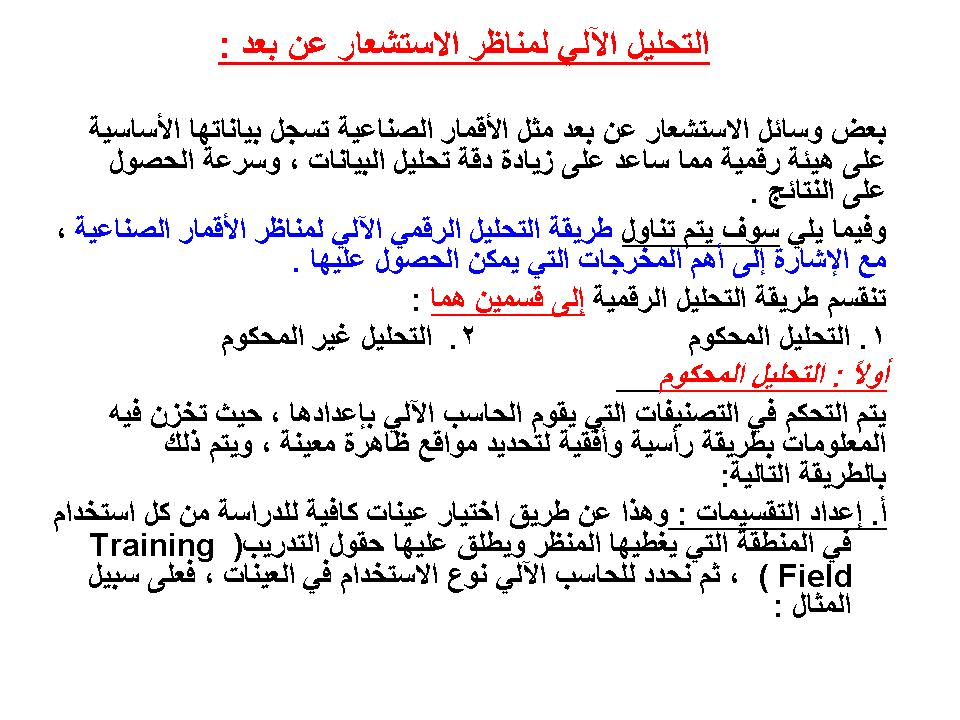 التحليل الآلي لمناظر الاستشعار عن بعد :
بعض وسائل الاستشعار عن بعد مثل الأقمار الصناعية تسجل بياناتها الأساسية
على هيئة رقمية مما ساعد على زيادة دقة تحليل البيانات ، وسرعة الحصول
على النتائج .
وفيما يلي سوف يتم تناول طريقة التحليل الرقمي الآلي لمناظر الأقمار الصناعية ،
مع الإشارة إلى أهم المخرجات التي يمكن الحصول عليها .
تنقسم طريقة التحليل الرقمية إلى قسمين هما :
١. التحليل المحكوم ٢. التحليل غير المحكوم
أولاً : التحليل المحكوم
يتم التحكم في التصنيفات التي يقوم الحاسب الآلي بإعدادها ، حيث تخزن فيه
المعلومات بطريقة رأسية وأفقية لتحديد مواقع ظاهرة معينة ، ويتم ذلك
بالطريقة التالية:
أ. إعداد التقسيمات : وهذا عن طريق اختيار عينات كافية للدراسة من كل استخدام
في المنطقة التي يغطيها المنظر ويطلق عليها حقول التدريب( Training
Field ) ، ثم نحدد للحاسب الآلي نوع الاستخدام في العينات ، فعلى سبيل
المثال :